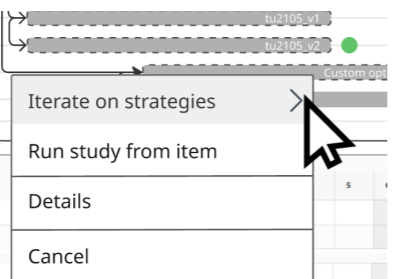 tu2105_v1
tu2105_v2
Custom opt
Iterate on strategies
Run study from item
Details
Cancel
S